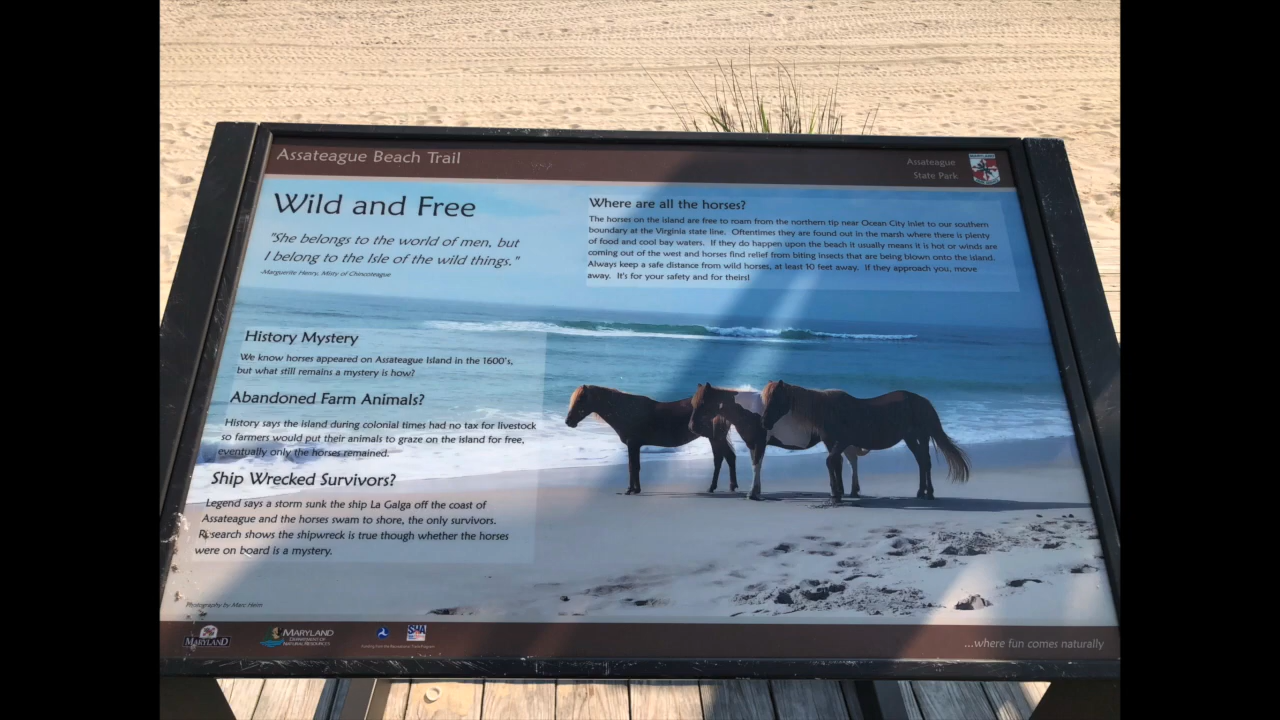 Assateague Beach Trail
Assateague
State Park
Wild and Free
"She belongs to the world of men, but
I belong to the Isle of the wild things."
-Marguerite Henry, Misty of Chincoteague
Where are all the horses?
The horses on the island are free to roam from the northern tip near Ocean City Inlet to our southern
boundary at the Virginia state line. Oftentimes they are found out in the marsh where there is plenty
of food and cool bay waters. If they do happen upon the beach it usually means it is hot or winds are
coming out of the west and horses find relief from biting insects that are being blown onto the island.
Always keep a safe distance from wild horses, at least 10 feet away. If they approach you, move
away. It's for your safety and for theirs!
History Mystery
We know horses appeared on Assateague Island in the 1600's,
but what still remains a mystery is how?
Abandoned Farm Animals?
History says the island during colonial times had no tax for livestock
so farmers would put their animals to graze on the island for free,
eventually only the horses remained.
Ship Wrecked Survivors?
Legend says a storm sunk the ship La Galga off the coast of
Assateague and the horses swam to shore, the only survivors.
Research shows the shipwreck is true though whether the horses
were on board is a mystery.
Photography by Marc Hein
MARYLAND
MARYLAND
DEPARTMENT OF
NATURAL RESOURCES
SHA
...where fun comes naturally